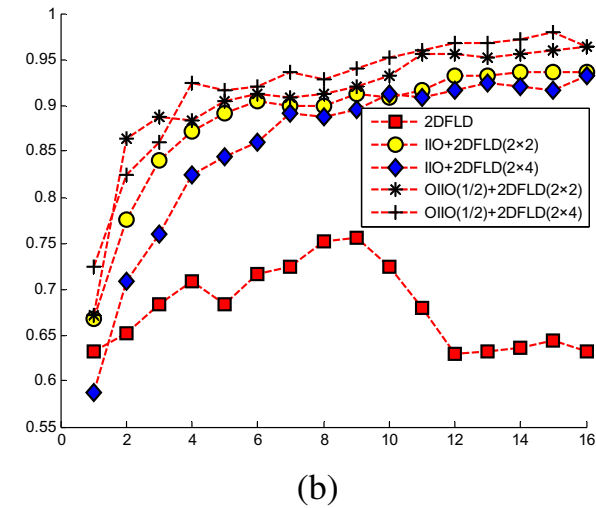 1
0.95
0.9
0.85
0.8
0.75
0.7
0.65
0.6
0.55
0 2 4 6 8 10 12 14 16
2DFLD
IIO+2DFLD(2×2)
IIO+2DFLD(2×4)
OIIO(1/2)+2DFLD(2×2)
OIIO(1/2)+2DFLD(2×4)
(b)